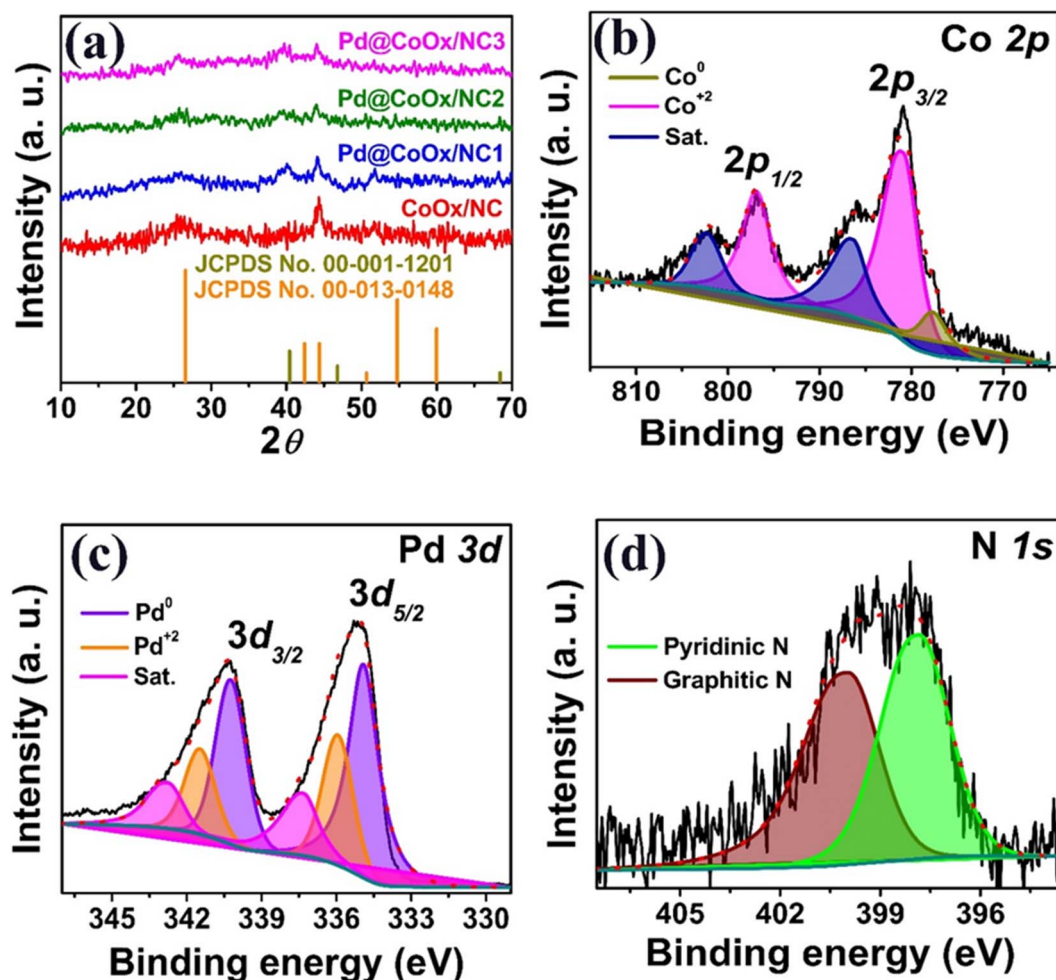 (a)
Pd@CoOx/NC3
Pd@CoOx/NC2
Pd@CoOx/NC1
CoOx/NC
JCPDS No. 00-001-1201
JCPDS No. 00-013-0148
Intensity (a. u.)
10 20 30 40 50 60 70
2θ
(b)
Co 2p
Co⁰
Co⁺²
Sat.
2p3/2
2p1/2
Intensity (a. u.)
810 800 790 780 770
Binding energy (eV)
(c)
Pd 3d
Pd⁰
Pd⁺²
Sat.
3d5/2
3d3/2
Intensity (a. u.)
345 342 339 336 333 330
Binding energy (eV)
(d)
N 1s
Pyridinic N
Graphitic N
Intensity (a. u.)
405 402 399 396
Binding energy (eV)